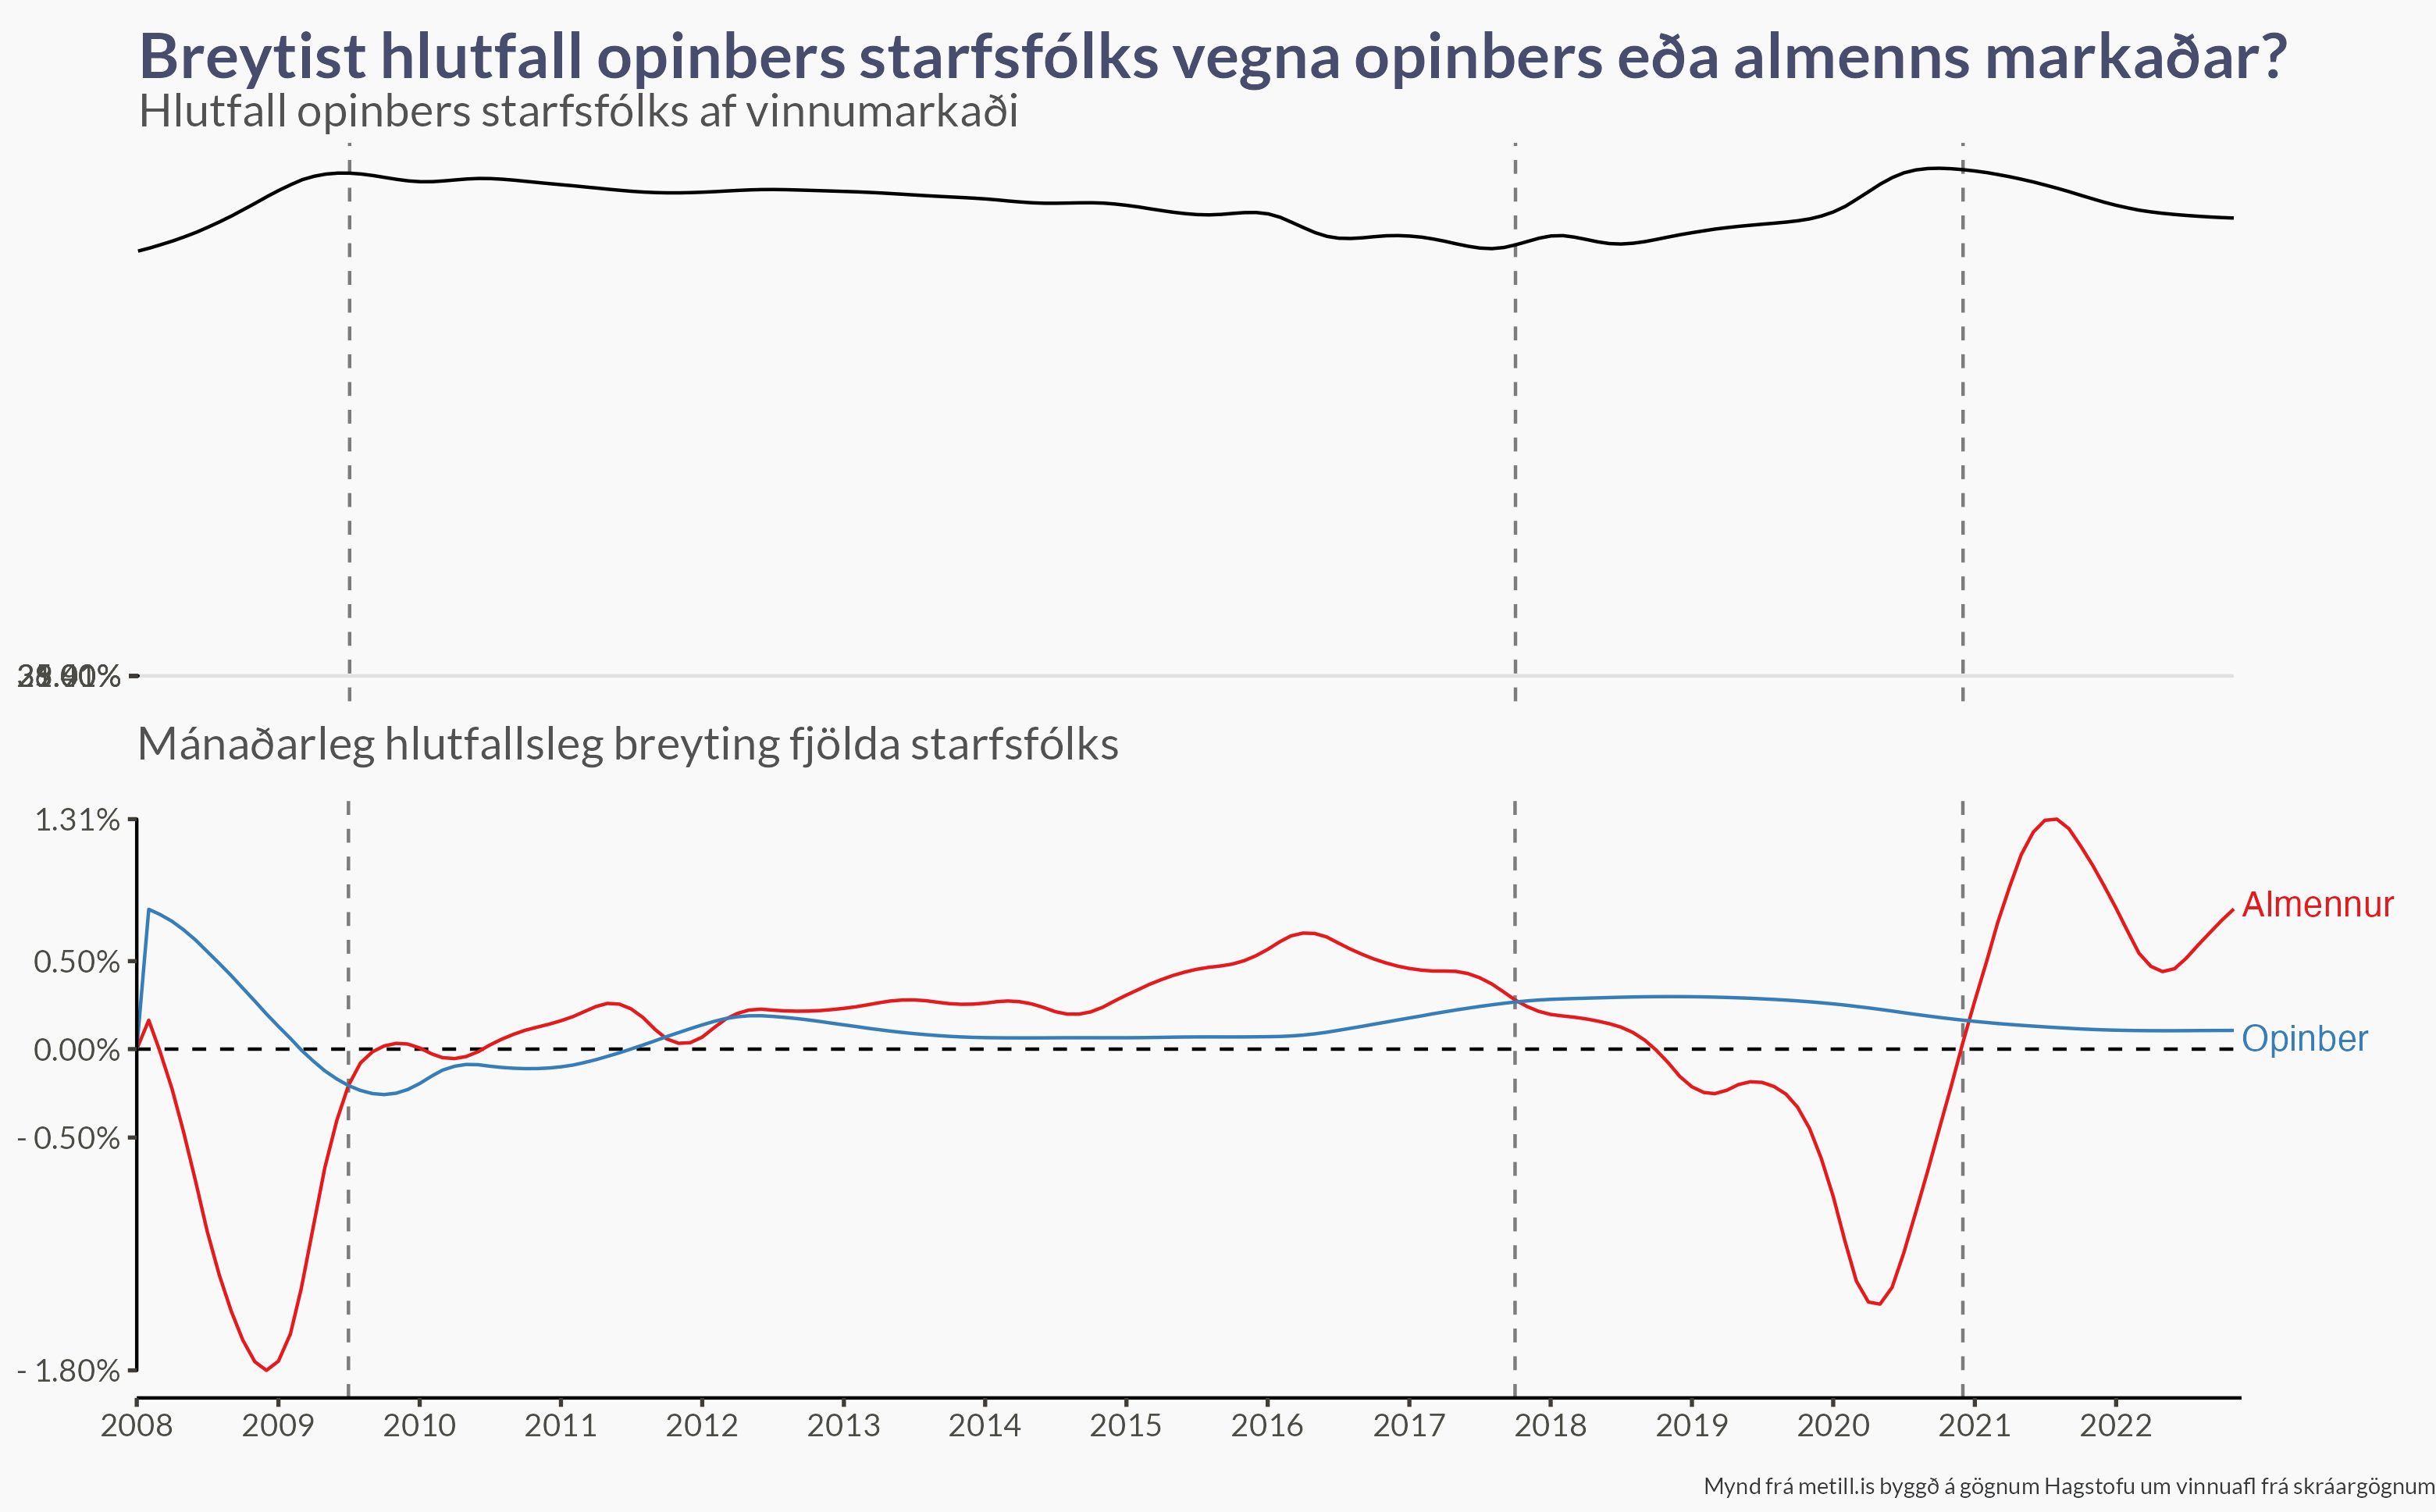 Breytist hlutfall opinbers starfsfólks vegna opinbers eða almenns markaðar?
Hlutfall opinbers starfsfólks af vinnumarkaði
Mánaðarleg hlutfallsleg breyting fjölda starfsfólks
1.31%
0.50%
0.00%
- 0.50%
- 1.80%
Almennur
Opinber
2008 2009 2010 2011 2012 2013 2014 2015 2016 2017 2018 2019 2020 2021 2022
Mynd frá metill.is byggð á gögnum Hagstofu um vinnuafl frá skráargögnum